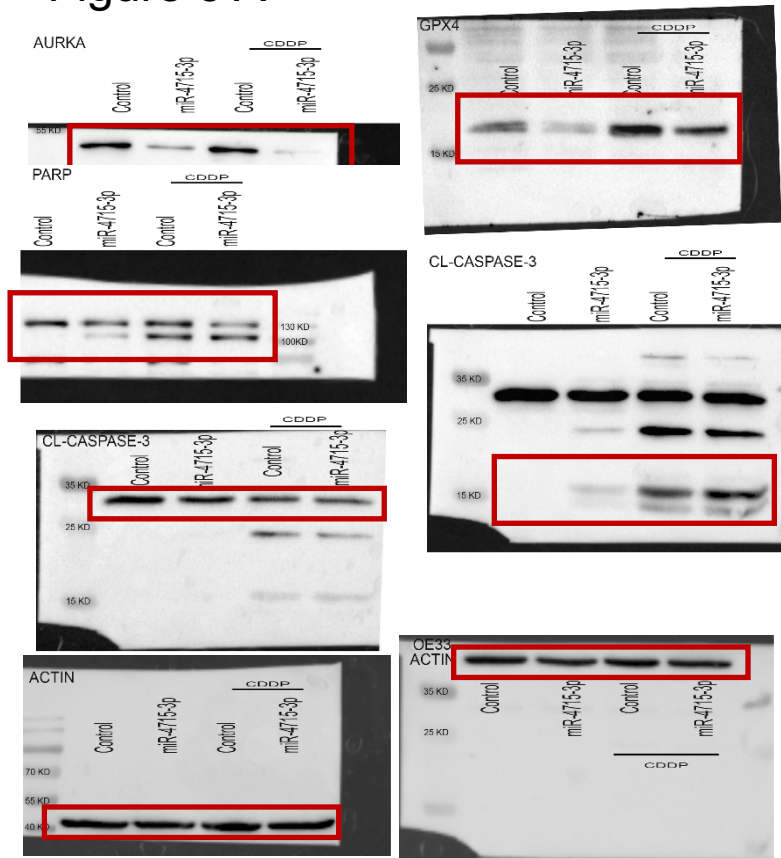 AURKA
CDDP
Control
miR-4715-3p
Control
miR-4715-3p
55 KD
PARP
CDDP
Control
miR-4715-3p
Control
miR-4715-3p
130 KD
100KD
CL-CASPASE-3
CDDP
Control
miR-4715-3p
Control
miR-4715-3p
35 KD
25 KD
15 KD
ACTIN
CDDP
Control
miR-4715-3p
Control
miR-4715-3p
70 KD
55 KD
40 KD
GPX4
CDDP
Control
miR-4715-3p
Control
miR-4715-3p
25 KD
15 KD
CL-CASPASE-3
CDDP
Control
miR-4715-3p
Control
miR-4715-3p
35 KD
25 KD
15 KD
OE33
ACTIN
35 KD
Control
miR-4715-3p
Control
miR-4715-3p
25 KD
CDDP